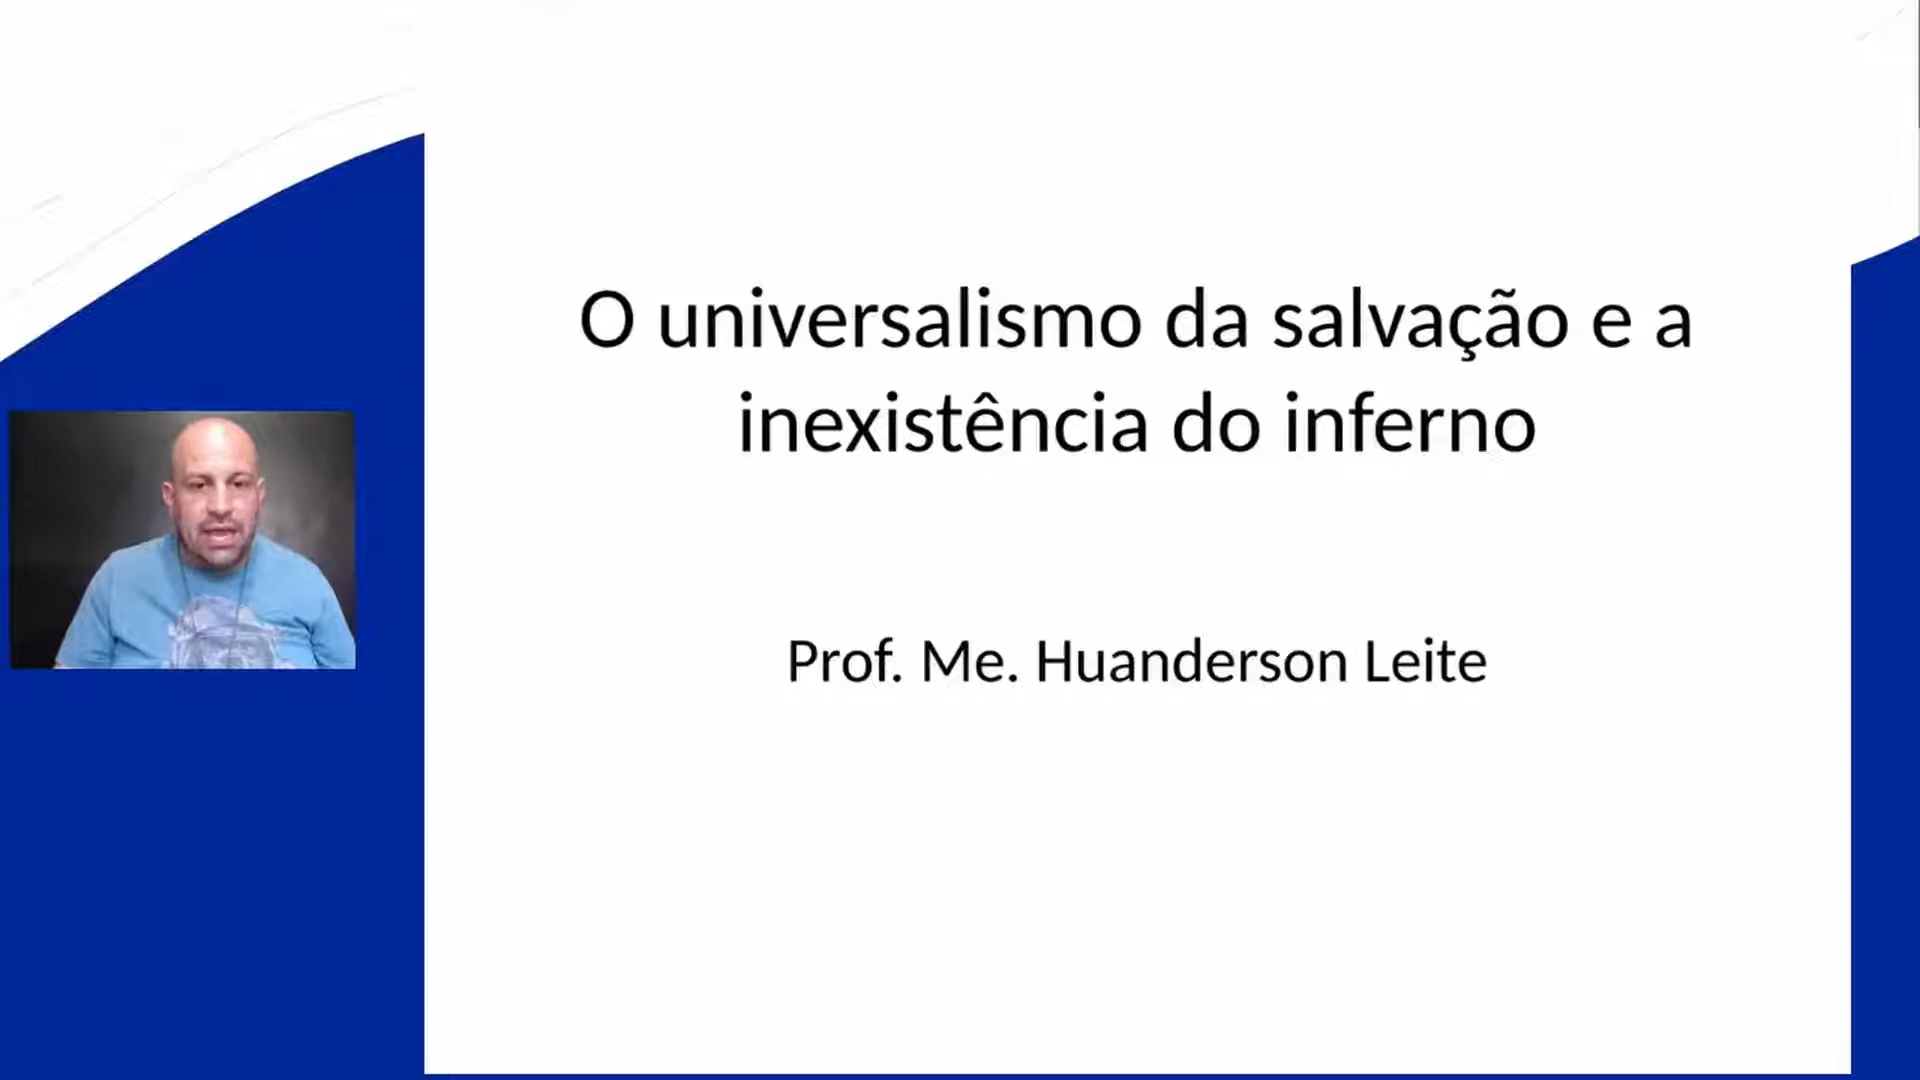 O universalismo da salvação e a
inexistência do inferno
Prof. Me. Huanderson Leite